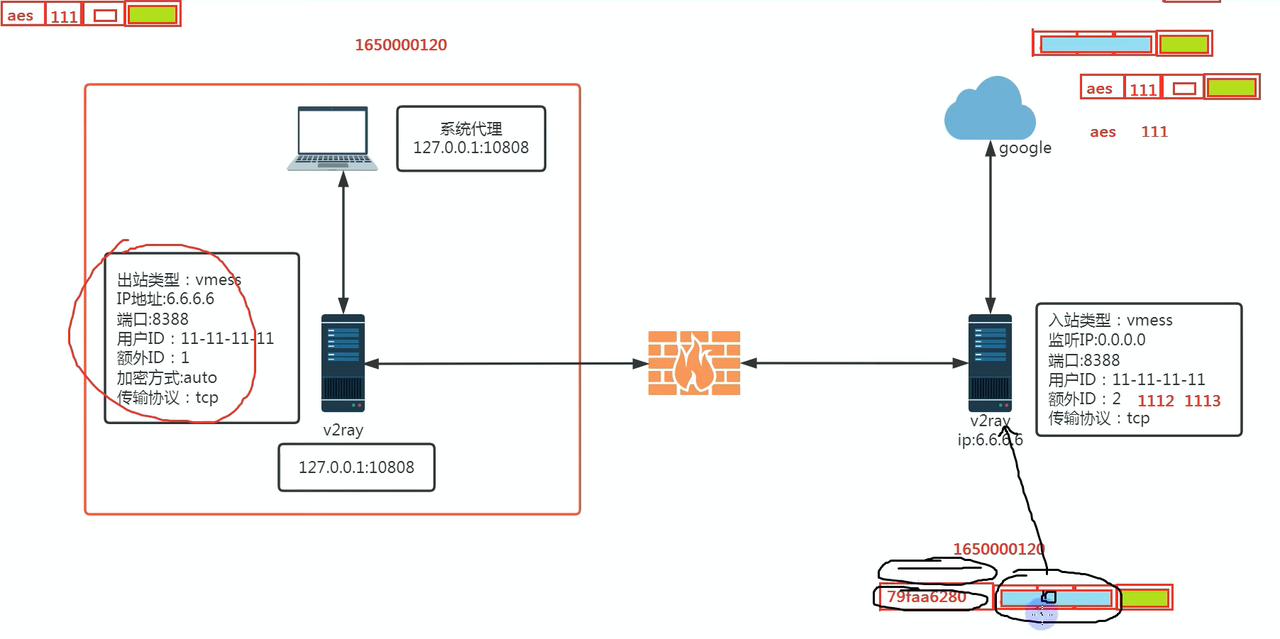 aes 111
1650000120
aes 111
aes 111
系统代理
127.0.0.1:10808
google
出站类型：vmess
IP地址:6.6.6.6
端口:8388
用户ID：11-11-11-11
额外ID：1
加密方式:auto
传输协议：tcp
v2ray
127.0.0.1:10808
入站类型：vmess
监听IP:0.0.0.0
端口:8388
用户ID：11-11-11-11
额外ID：2 1112 1113
传输协议：tcp
v2ray
ip:6.6.6.6
1650000120
79faa6280